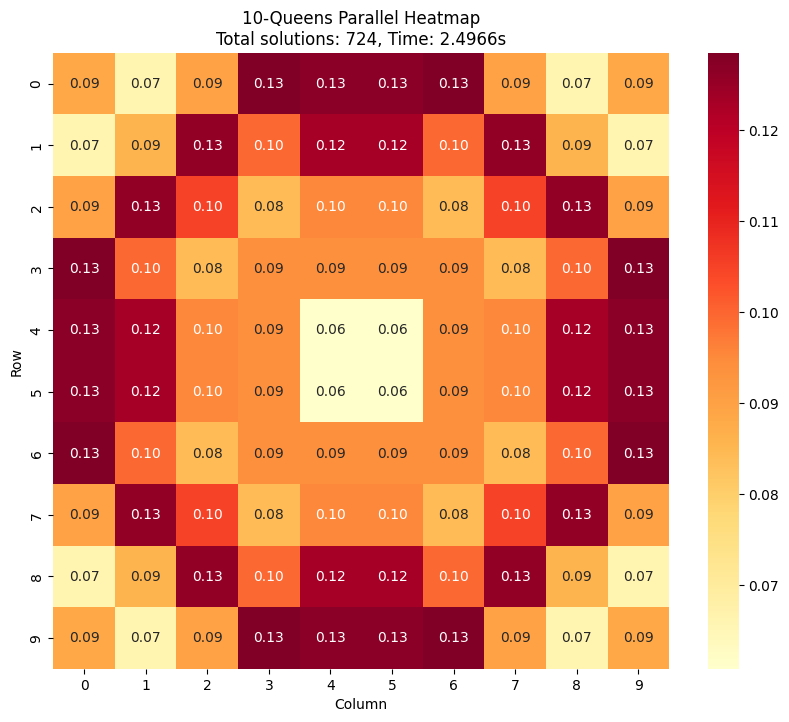 10-Queens Parallel Heatmap
Total solutions: 724, Time: 2.4966s
0 0.09 0.07 0.09 0.13 0.13 0.13 0.13 0.09 0.07 0.09
1 0.07 0.09 0.13 0.10 0.12 0.12 0.10 0.13 0.09 0.07
2 0.09 0.13 0.10 0.08 0.10 0.10 0.08 0.10 0.13 0.09
3 0.13 0.10 0.08 0.09 0.09 0.09 0.09 0.08 0.10 0.13
4 0.13 0.12 0.10 0.09 0.06 0.06 0.09 0.10 0.12 0.13
5 0.13 0.12 0.10 0.09 0.06 0.06 0.09 0.10 0.12 0.13
6 0.13 0.10 0.08 0.09 0.09 0.09 0.09 0.08 0.10 0.13
7 0.09 0.13 0.10 0.08 0.10 0.10 0.08 0.10 0.13 0.09
8 0.07 0.09 0.13 0.10 0.12 0.12 0.10 0.13 0.09 0.07
9 0.09 0.07 0.09 0.13 0.13 0.13 0.13 0.09 0.07 0.09
0 1 2 3 4 5 6 7 8 9
Row
Column
0.12
0.11
0.10
0.09
0.08
0.07